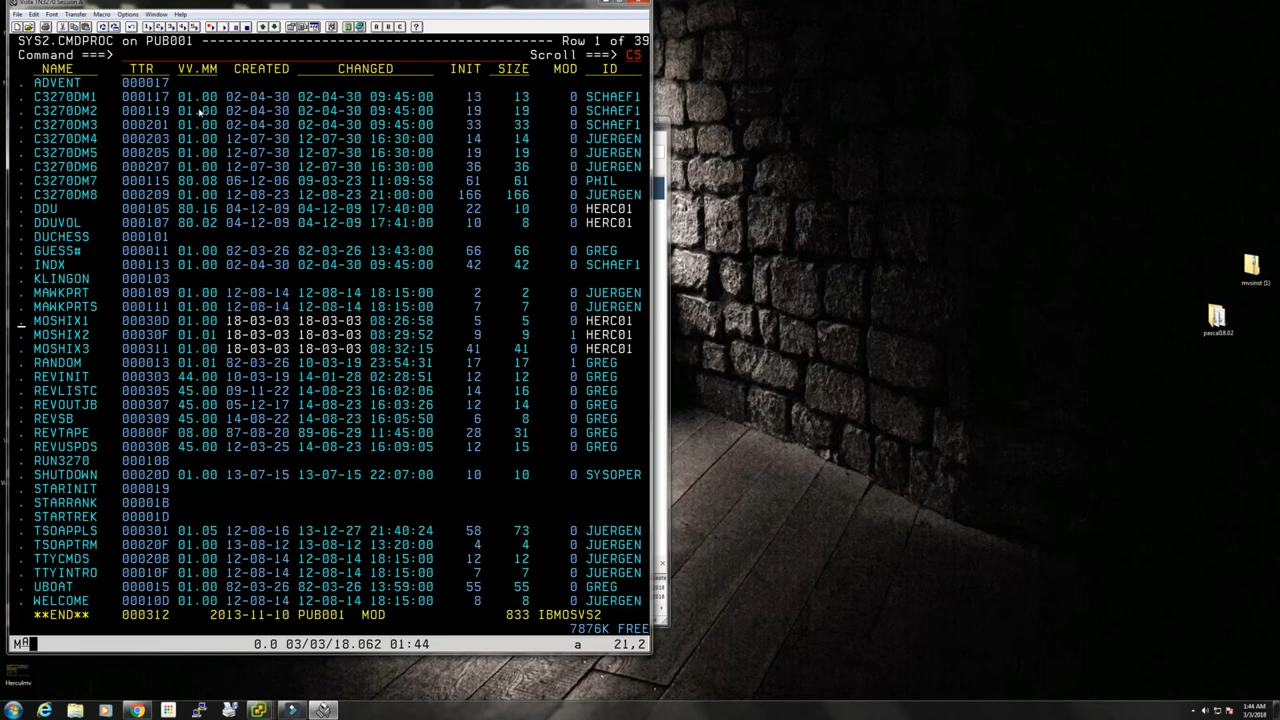 Vista TN3270 Session A
File Edit Font Transfer Macro Options Window Help
SYS2.CMDPROC on PUB001 ------------------------------------------- Row 1 of 39
Command ===> Scroll ===> CS
NAME TTR VV.MM CREATED CHANGED INIT SIZE MOD ID
. ADVENT 000017
. C3270DM1 000117 01.00 02-04-30 02-04-30 09:45:00 13 13 0 SCHAEF1
. C3270DM2 000119 01.00 02-04-30 02-04-30 09:45:00 19 19 0 SCHAEF1
. C3270DM3 000201 01.00 02-04-30 02-04-30 09:45:00 33 33 0 SCHAEF1
. C3270DM4 000203 01.00 12-07-30 12-07-30 16:30:00 14 14 0 JUERGEN
. C3270DM5 000205 01.00 12-07-30 12-07-30 16:30:00 19 19 0 JUERGEN
. C3270DM6 000207 01.00 12-07-30 12-07-30 16:30:00 36 36 0 JUERGEN
. C3270DM7 000115 80.08 06-12-06 09-03-23 11:09:58 61 61 0 PHIL
. C3270DM8 000209 01.00 12-08-23 12-08-23 21:00:00 166 166 0 JUERGEN
. DDU 000105 80.16 04-12-09 04-12-09 17:40:00 22 10 0 HERC01
. DDUVOL 000107 80.02 04-12-09 04-12-09 17:41:00 10 8 0 HERC01
. DUCHESS 000101
. GUESS# 000011 01.00 82-03-26 82-03-26 13:43:00 66 66 0 GREG
. INDX 000113 01.00 02-04-30 02-04-30 09:45:00 42 42 0 SCHAEF1
. KLINGON 000103
. MAWKPRT 000109 01.00 12-08-14 12-08-14 18:15:00 2 2 0 JUERGEN
. MAWKPRTS 000111 01.00 12-08-14 12-08-14 18:15:00 7 7 0 JUERGEN
. MOSHIX1 00030D 01.00 18-03-03 18-03-03 08:26:58 5 5 0 HERC01
. MOSHIX2 00030F 01.01 18-03-03 18-03-03 08:29:52 9 9 1 HERC01
. MOSHIX3 000311 01.00 18-03-03 18-03-03 08:32:15 41 41 0 HERC01
. RANDOM 000013 01.01 82-03-26 10-03-19 23:54:31 17 17 1 GREG
. REVINIT 000303 44.00 10-03-19 14-01-28 02:28:51 12 12 0 GREG
. REVLISTC 000305 45.00 09-11-22 14-08-23 16:02:06 14 16 0 GREG
. REVOUTJB 000307 45.00 05-12-17 14-08-23 16:03:26 12 14 0 GREG
. REVSB 000309 45.00 14-08-22 14-08-23 16:05:50 6 8 0 GREG
. REVTAPE 00000F 08.00 87-08-20 89-06-29 11:45:00 28 31 0 GREG
. REVUSPDS 00030B 45.00 12-03-25 14-08-23 16:09:05 12 15 0 GREG
. RUN3270 00010B
. SHUTDOWN 00020D 01.00 13-07-15 13-07-15 22:07:00 10 10 0 SYSOPER
. STARINIT 000019
. STARRANK 00001B
. STARTREK 00001D
. TSOAPPLS 000301 01.05 12-08-16 13-12-27 21:40:24 58 73 0 JUERGEN
. TSOAPTRM 00020F 01.00 13-08-12 13-08-12 13:20:00 4 4 0 JUERGEN
. TTYCMDS 00020B 01.00 12-08-14 12-08-14 18:15:00 12 12 0 JUERGEN
. TTYINTRO 00010F 01.00 12-08-14 12-08-14 18:15:00 7 7 0 JUERGEN
. UBOAT 000015 01.00 82-03-26 82-03-26 13:59:00 55 55 0 GREG
. WELCOME 00010D 01.00 12-08-14 12-08-14 18:15:00 8 8 0 JUERGEN
**END** 000312 2013-11-10 PUB001 MOD 833 IBMOSVS2
7876K FREE
MA 0.0 03/03/18.062 01:44 a 21,2
mvsinst (1)
pascal18.02
Herculmv
1:44 AM
3/3/2018